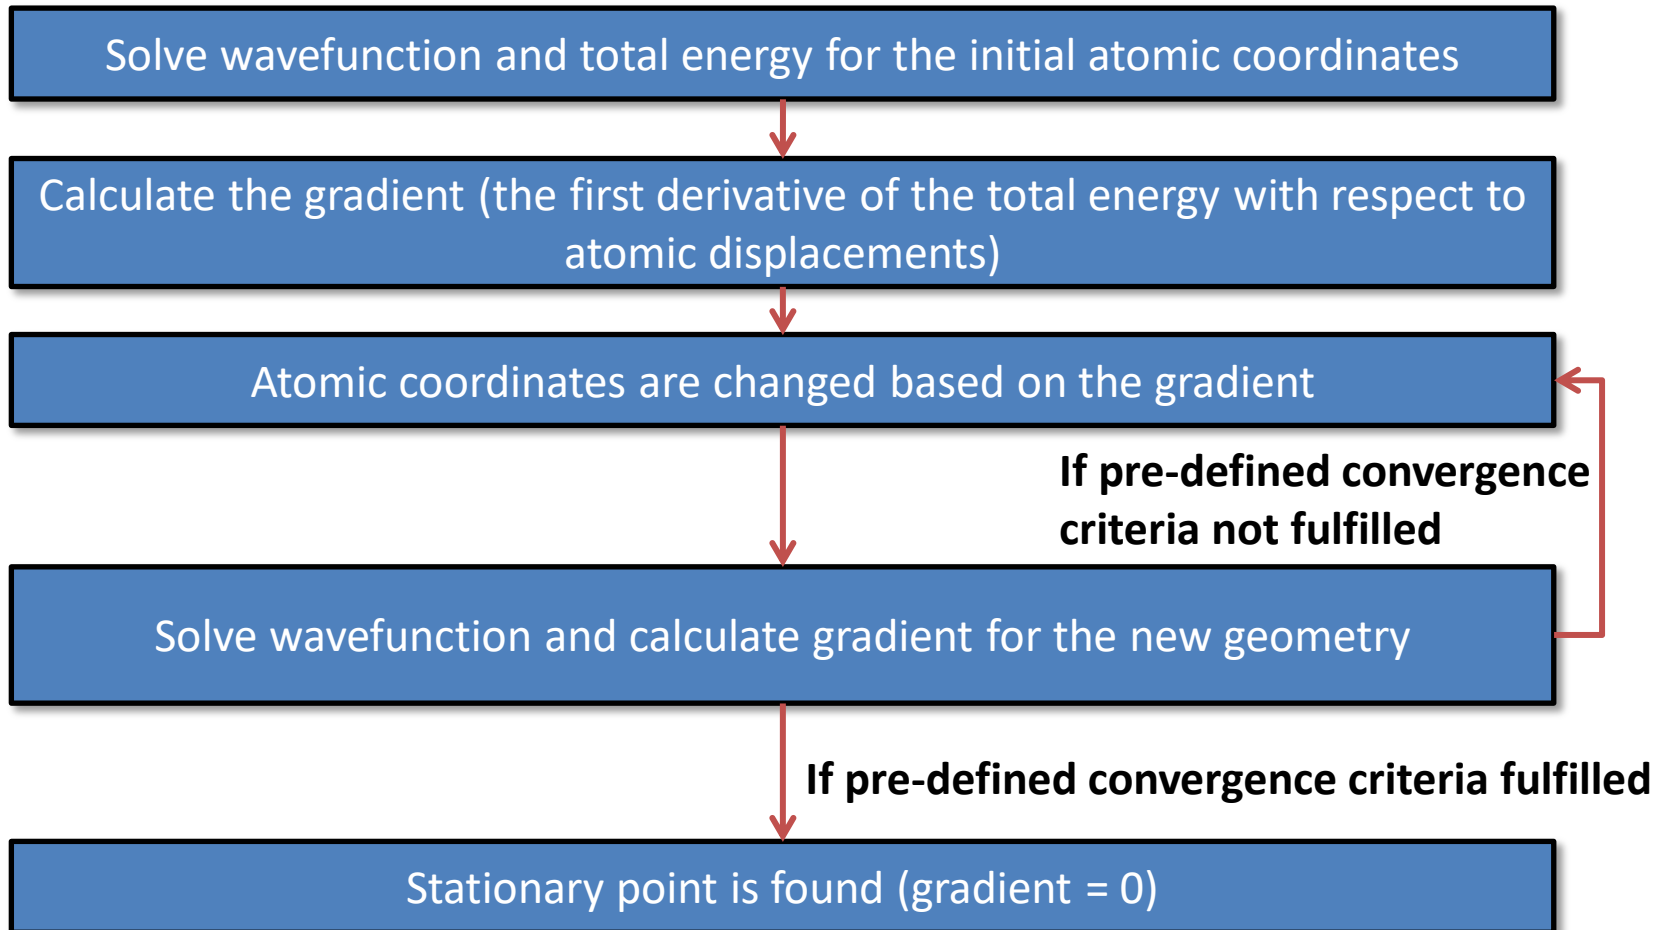 Solve wavefunction and total energy for the initial atomic coordinates
Calculate the gradient (the first derivative of the total energy with respect to
atomic displacements)
Atomic coordinates are changed based on the gradient
If pre-defined convergence
criteria not fulfilled
Solve wavefunction and calculate gradient for the new geometry
If pre-defined convergence criteria fulfilled
Stationary point is found (gradient = 0)